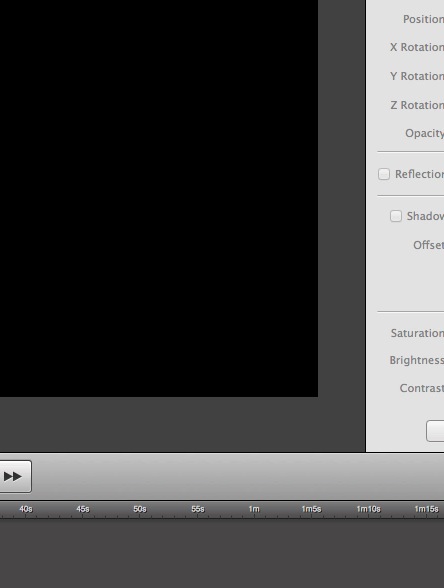 Position
X Rotation
Y Rotation
Z Rotation
Opacity
Reflection
Shadow
Offset
Saturation
Brightness
Contrast
40s 45s 50s 55s 1m 1m5s 1m10s 1m15s